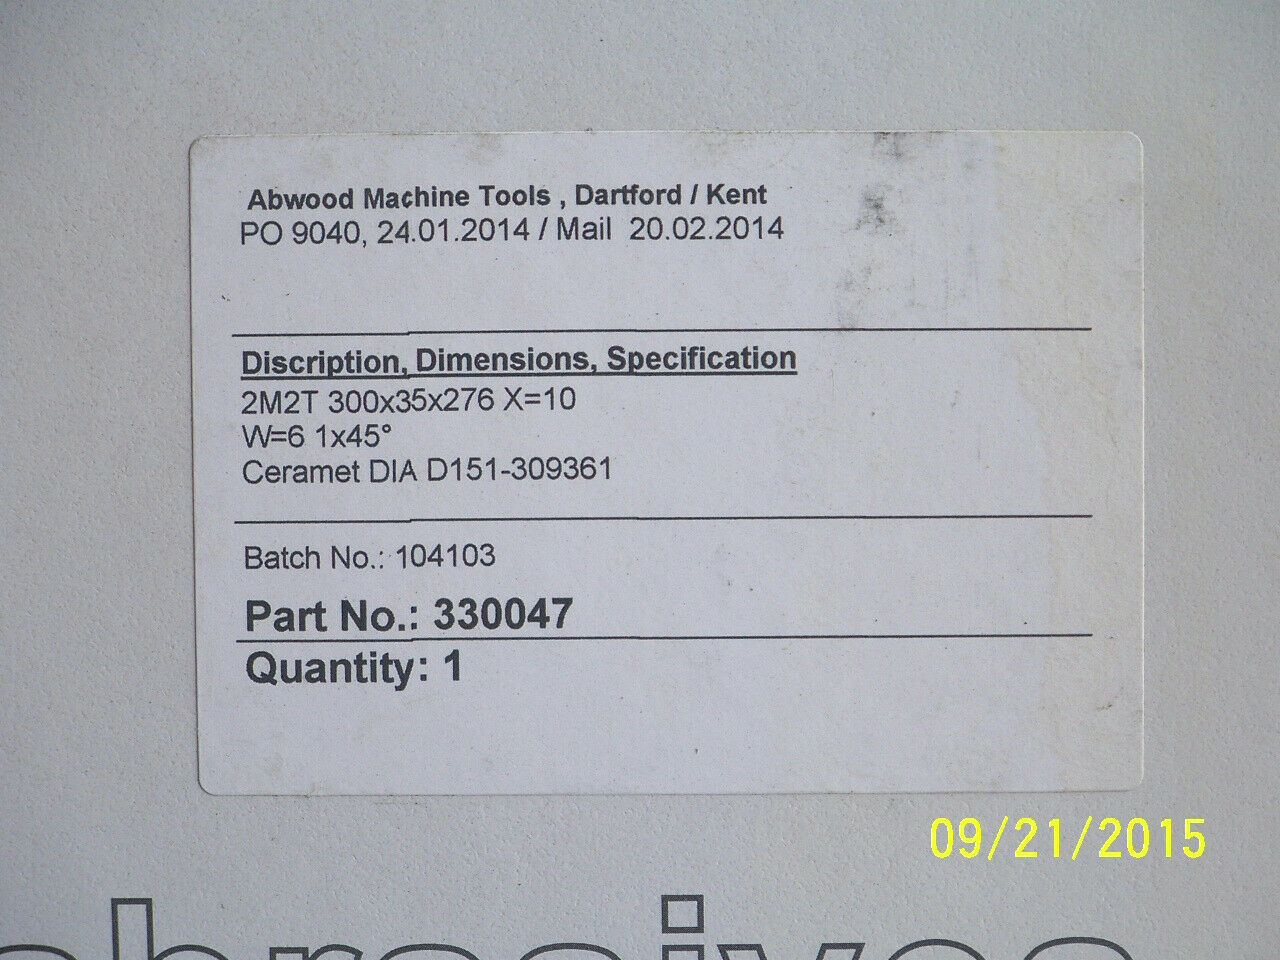 Abwood Machine Tools , Dartford / Kent
PO 9040, 24.01.2014 / Mail 20.02.2014
Discription, Dimensions, Specification
2M2T 300x35x276 X=10
W=6 1x45°
Ceramet DIA D151-309361
Batch No.: 104103
Part No.: 330047
Quantity: 1
09/21/2015
abrasives